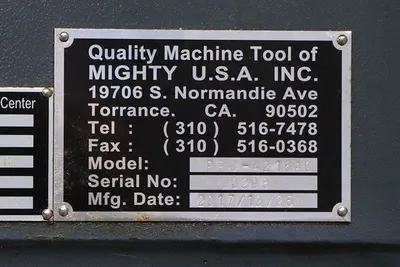 Center
Quality Machine Tool of
MIGHTY U.S.A. INC.
19706 S. Normandie Ave
Torrance. CA. 90502
Tel : ( 310 ) 516-7478
Fax : ( 310 ) 516-0368
Model:
Serial No:
Mfg. Date: